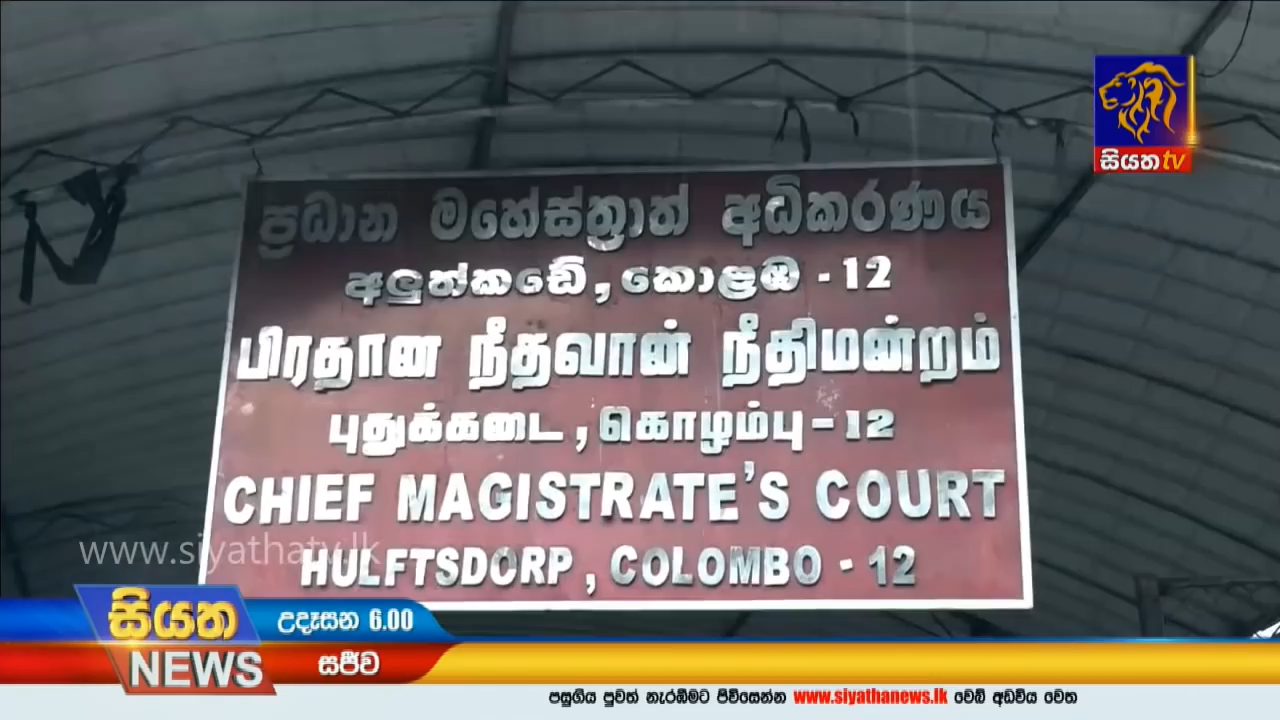 සියත tv
ප්‍රධාන මහේස්ත්‍රාත් අධිකරණය
අලුත්කඩේ, කොළඹ - 12
பிரதான நீதவான் நீதிமன்றம்
புதுக்கடை, கொழம்பு - 12
CHIEF MAGISTRATE'S COURT
HULFTSDORP, COLOMBO - 12
www.siyathatv.lk
සියත NEWS
උදෑසන 6.00
සජීව
පසුගිය පුවත් නැරඹීමට පිවිසෙන්න www.siyathanews.lk වෙබ් අඩවිය වෙත